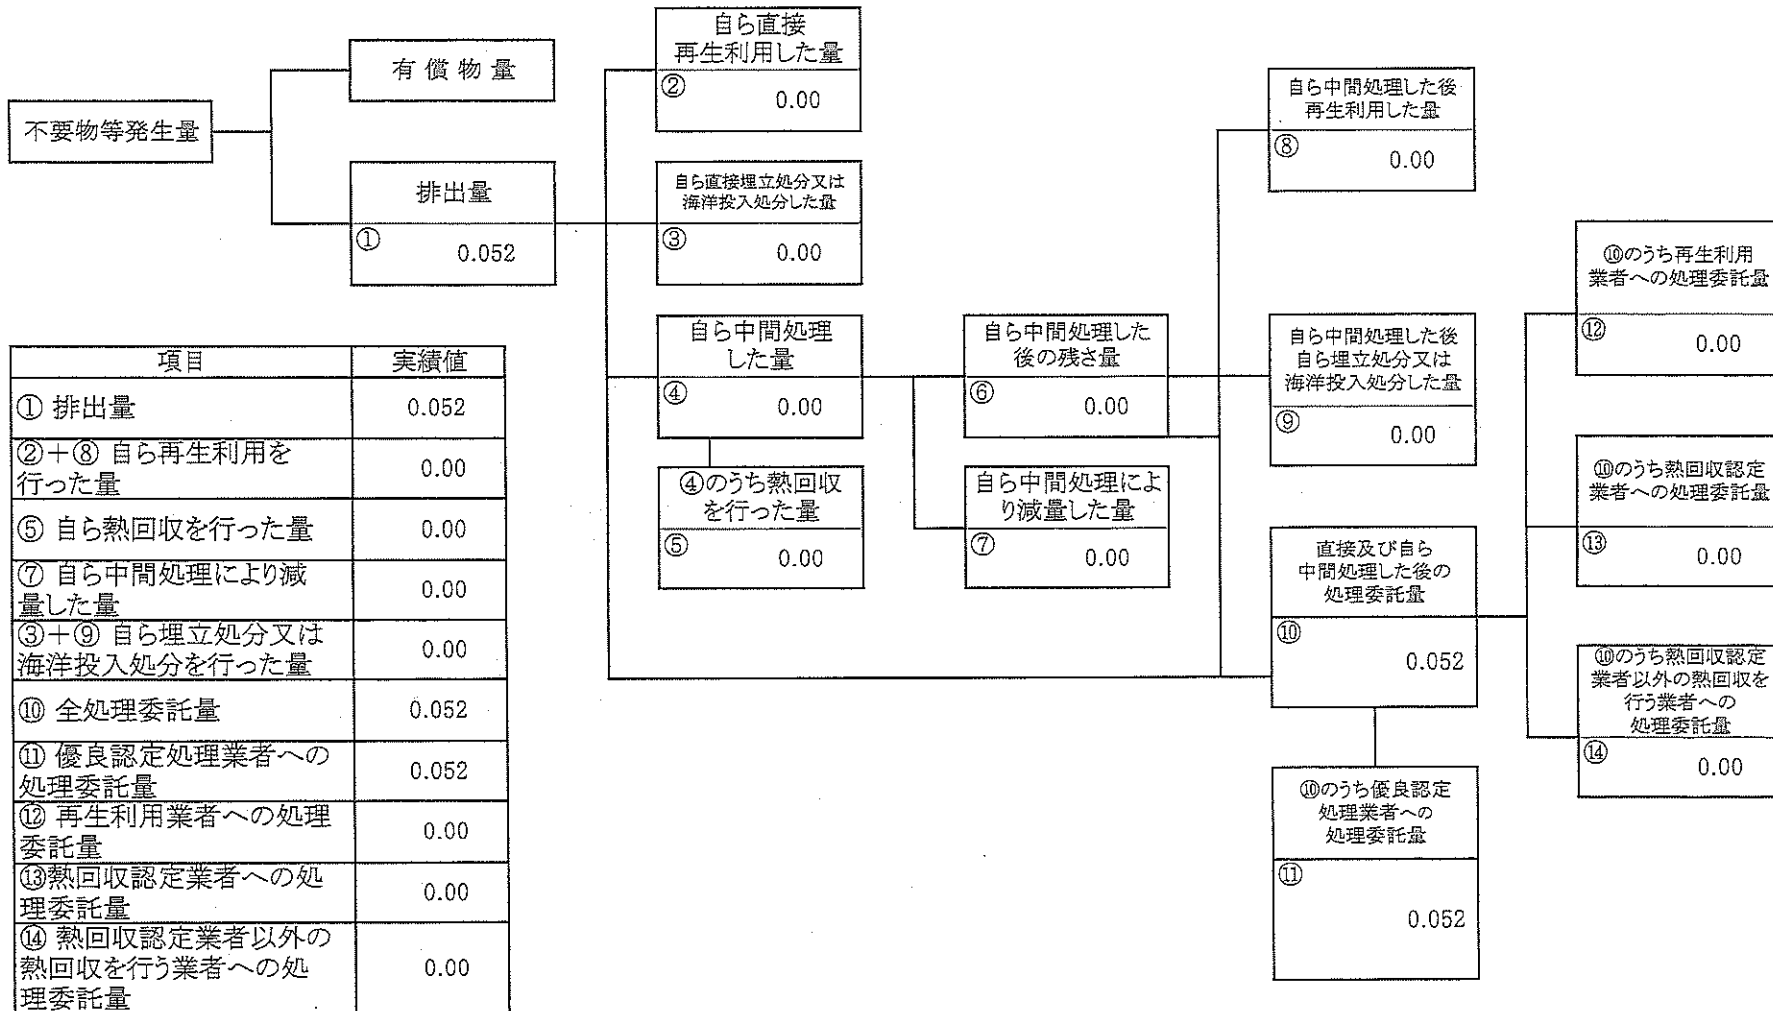 不要物等発生量
有償物量
排出量
①
0.052
自ら直接
再生利用した量
②
0.00
自ら直接埋立処分又は
海洋投入処分した量
③
0.00
自ら中間処理
した量
④
0.00
④のうち熱回収
を行った量
⑤
0.00
自ら中間処理した
後の残さ量
⑥
0.00
自ら中間処理によ
り減量した量
⑦
0.00
自ら中間処理した後
再生利用した量
⑧
0.00
自ら中間処理した後
自ら埋立処分又は
海洋投入処分した量
⑨
0.00
直接及び自ら
中間処理した後の
処理委託量
⑩
0.052
⑩のうち優良認定
処理業者への
処理委託量
⑪
0.052
⑩のうち再生利用
業者への処理委託量
⑫
0.00
⑩のうち熱回収認定
業者への処理委託量
⑬
0.00
⑩のうち熱回収認定
業者以外の熱回収を
行う業者への
処理委託量
⑭
0.00
項目 実績値
① 排出量 0.052
②+⑧ 自ら再生利用を
行った量 0.00
⑤ 自ら熱回収を行った量 0.00
⑦ 自ら中間処理により減
量した量 0.00
③+⑨ 自ら埋立処分又は
海洋投入処分を行った量 0.00
⑩ 全処理委託量 0.052
⑪ 優良認定処理業者への
処理委託量 0.052
⑫ 再生利用業者への処理
委託量 0.00
⑬熱回収認定業者への処
理委託量 0.00
⑭ 熱回収認定業者以外の
熱回収を行う業者への処
理委託量 0.00